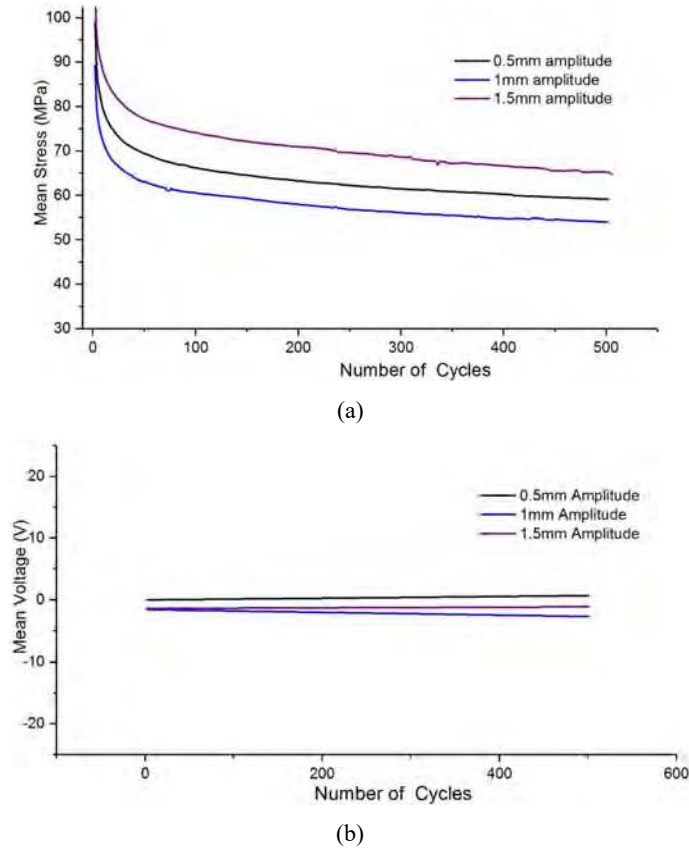 100
90
80
70
60
50
40
30
Mean Stress (MPa)
0.5mm amplitude
1mm amplitude
1.5mm amplitude
0 100 200 300 400 500
Number of Cycles
(a)
20
10
0
-10
-20
Mean Voltage (V)
0.5mm Amplitude
1mm Amplitude
1.5mm Amplitude
0 200 400 600
Number of Cycles
(b)